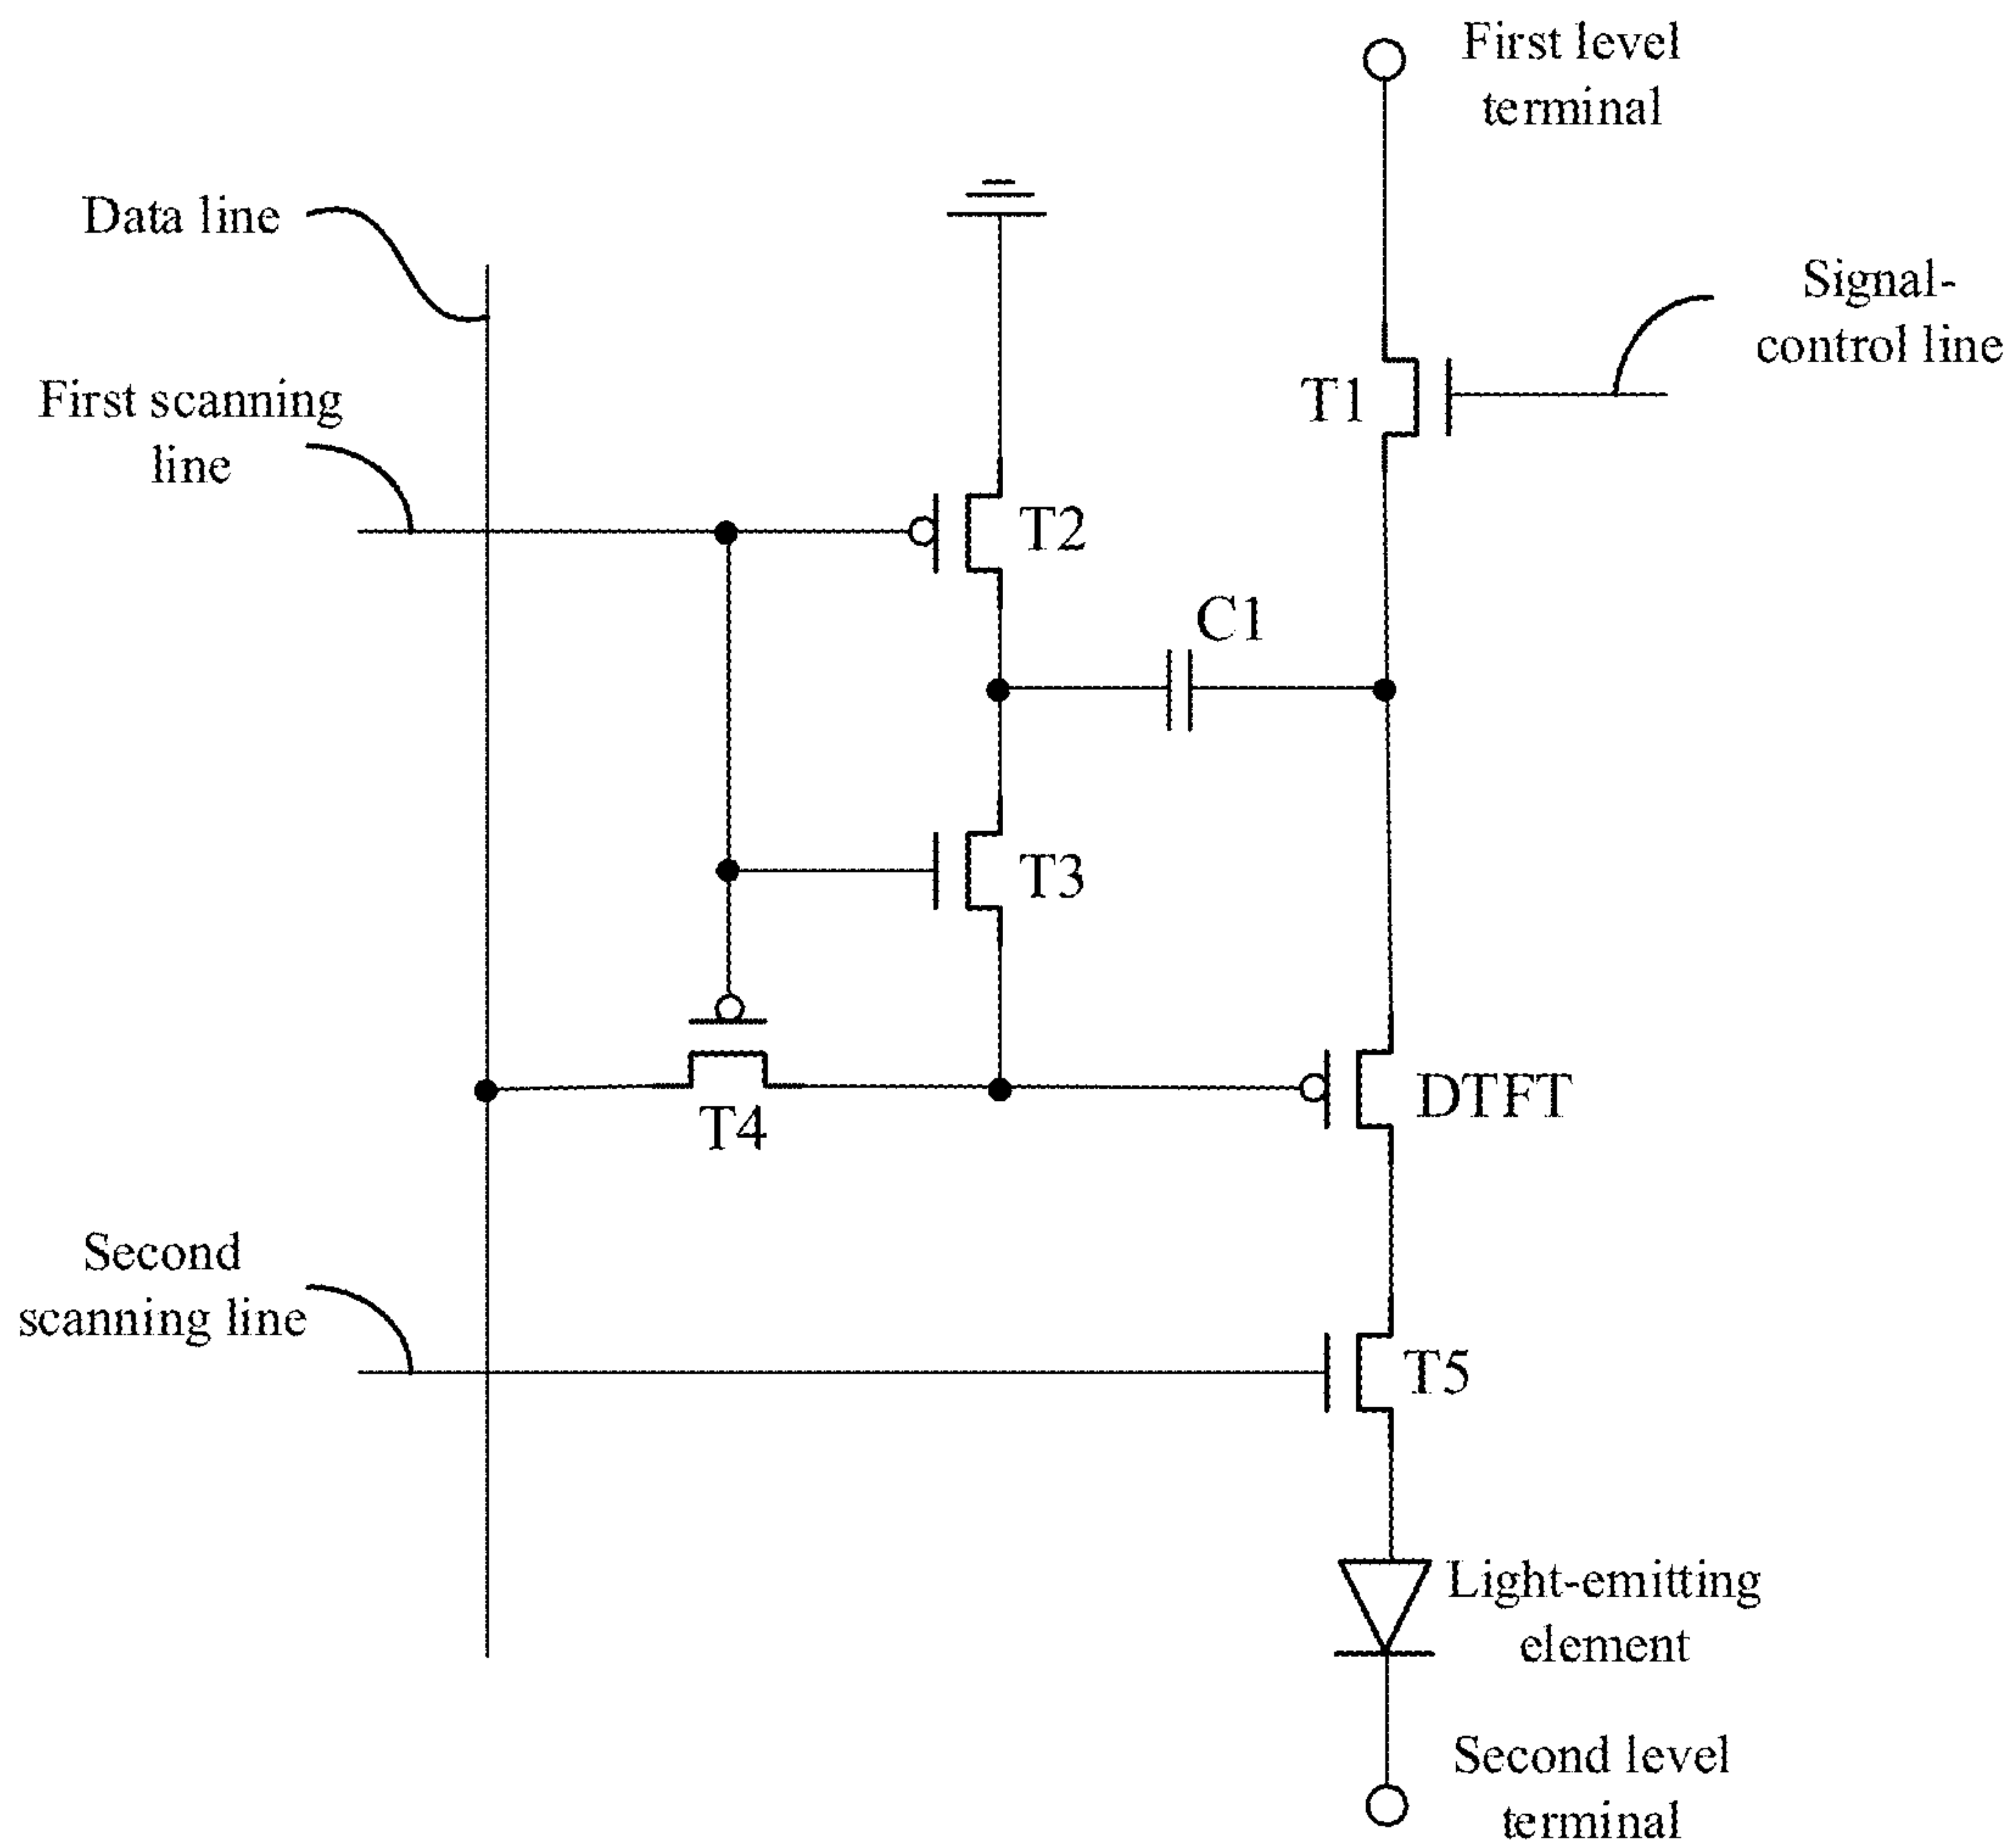 First level
terminal
Data line
Signal-
control line
First scanning
line
T1
T2
C1
T3
T4
DTFT
Second
scanning line
T5
Light-emitting
element
Second level
terminal